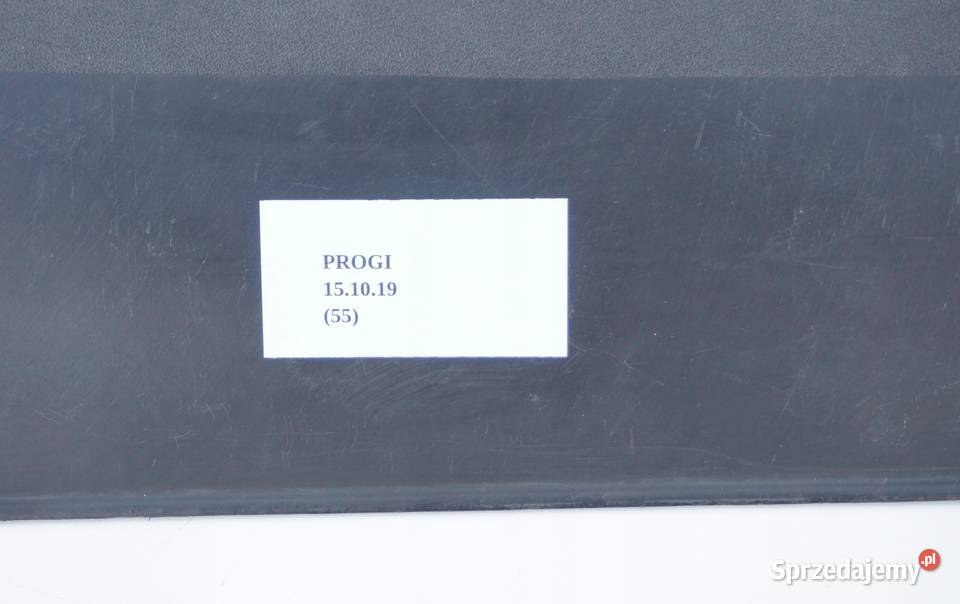 PROGI
15.10.19
(55)
Sprzedajemy.pl